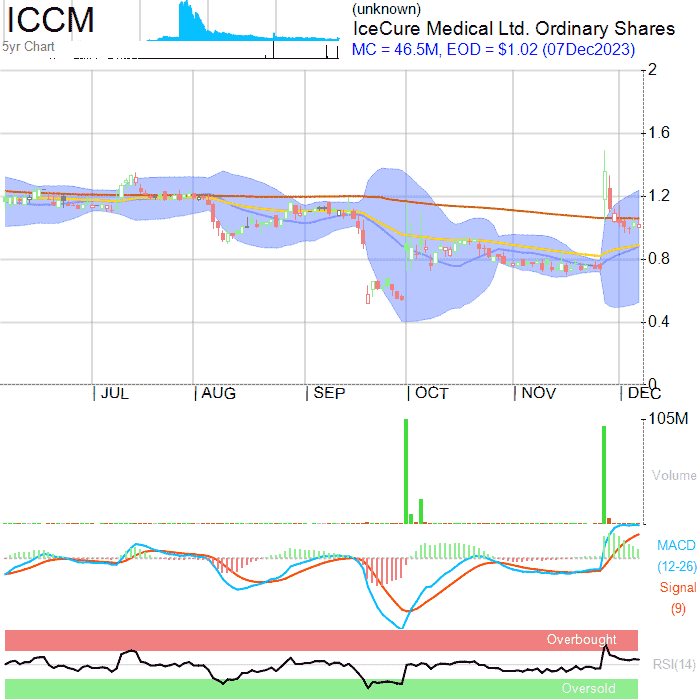 ICCM
5yr Chart
(unknown)
IceCure Medical Ltd. Ordinary Shares
MC = 46.5M, EOD = $1.02 (07Dec2023)
2
1.6
1.2
0.8
0.4
0
JUL AUG SEP OCT NOV DEC
105M
Volume
MACD
(12-26)
Signal
(9)
Overbought
RSI(14)
Oversold